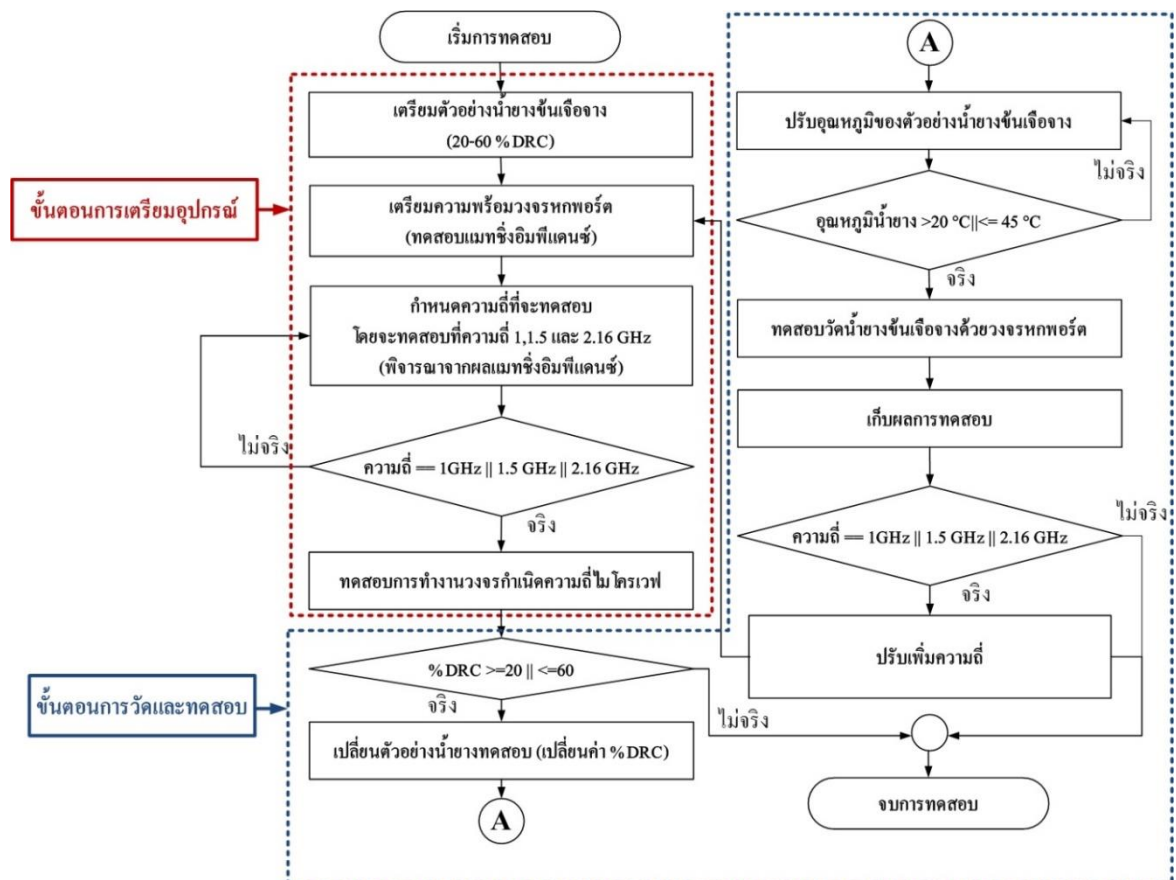 เริ่มการทดสอบ
เตรียมตัวอย่างน้ำยางข้นเจือจาง
(20-60 %DRC)
ขั้นตอนการเตรียมอุปกรณ์
เตรียมความพร้อมวงจรหกพอร์ต
(ทดสอบแมทชิ่งอิมพีแดนซ์)
กำหนดความถี่ที่จะทดสอบ
โดยจะทดสอบที่ความถี่ 1,1.5 และ 2.16 GHz
(พิจารณาจากผลแมทชิ่งอิมพีแดนซ์)
ไม่จริง
ความถี่ == 1GHz || 1.5 GHz || 2.16 GHz
จริง
ทดสอบการทำงานวงจรกำเนิดความถี่ไมโครเวฟ
%DRC >=20 || <=60
ขั้นตอนการวัดและทดสอบ
จริง
ไม่จริง
เปลี่ยนตัวอย่างน้ำยางทดสอบ (เปลี่ยนค่า %DRC)
A
A
ปรับอุณหภูมิของตัวอย่างน้ำยางข้นเจือจาง
ไม่จริง
อุณหภูมิน้ำยาง >20 °C||<= 45 °C
จริง
ทดสอบวัดน้ำยางข้นเจือจางด้วยวงจรหกพอร์ต
เก็บผลการทดสอบ
ไม่จริง
ความถี่ == 1GHz || 1.5 GHz || 2.16 GHz
จริง
ปรับเพิ่มความถี่
จบการทดสอบ